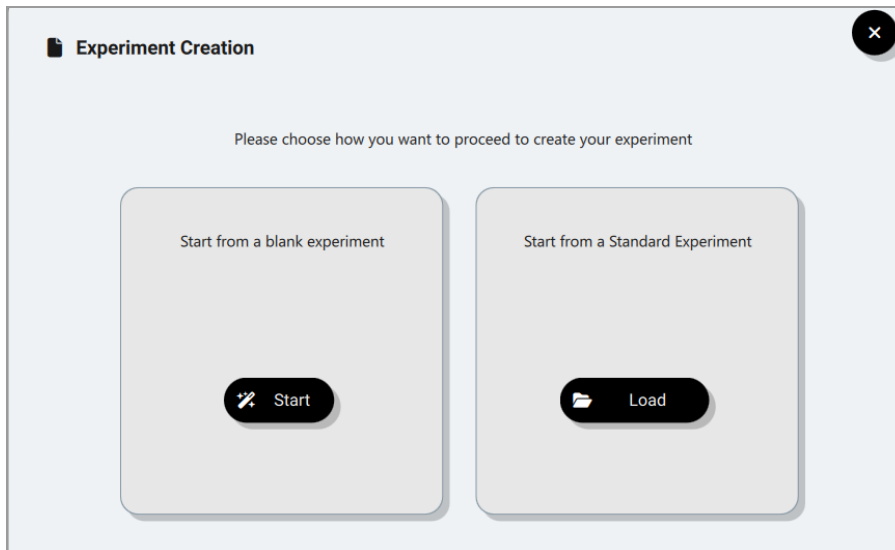 Experiment Creation
Please choose how you want to proceed to create your experiment
Start from a blank experiment
Start
Start from a Standard Experiment
Load